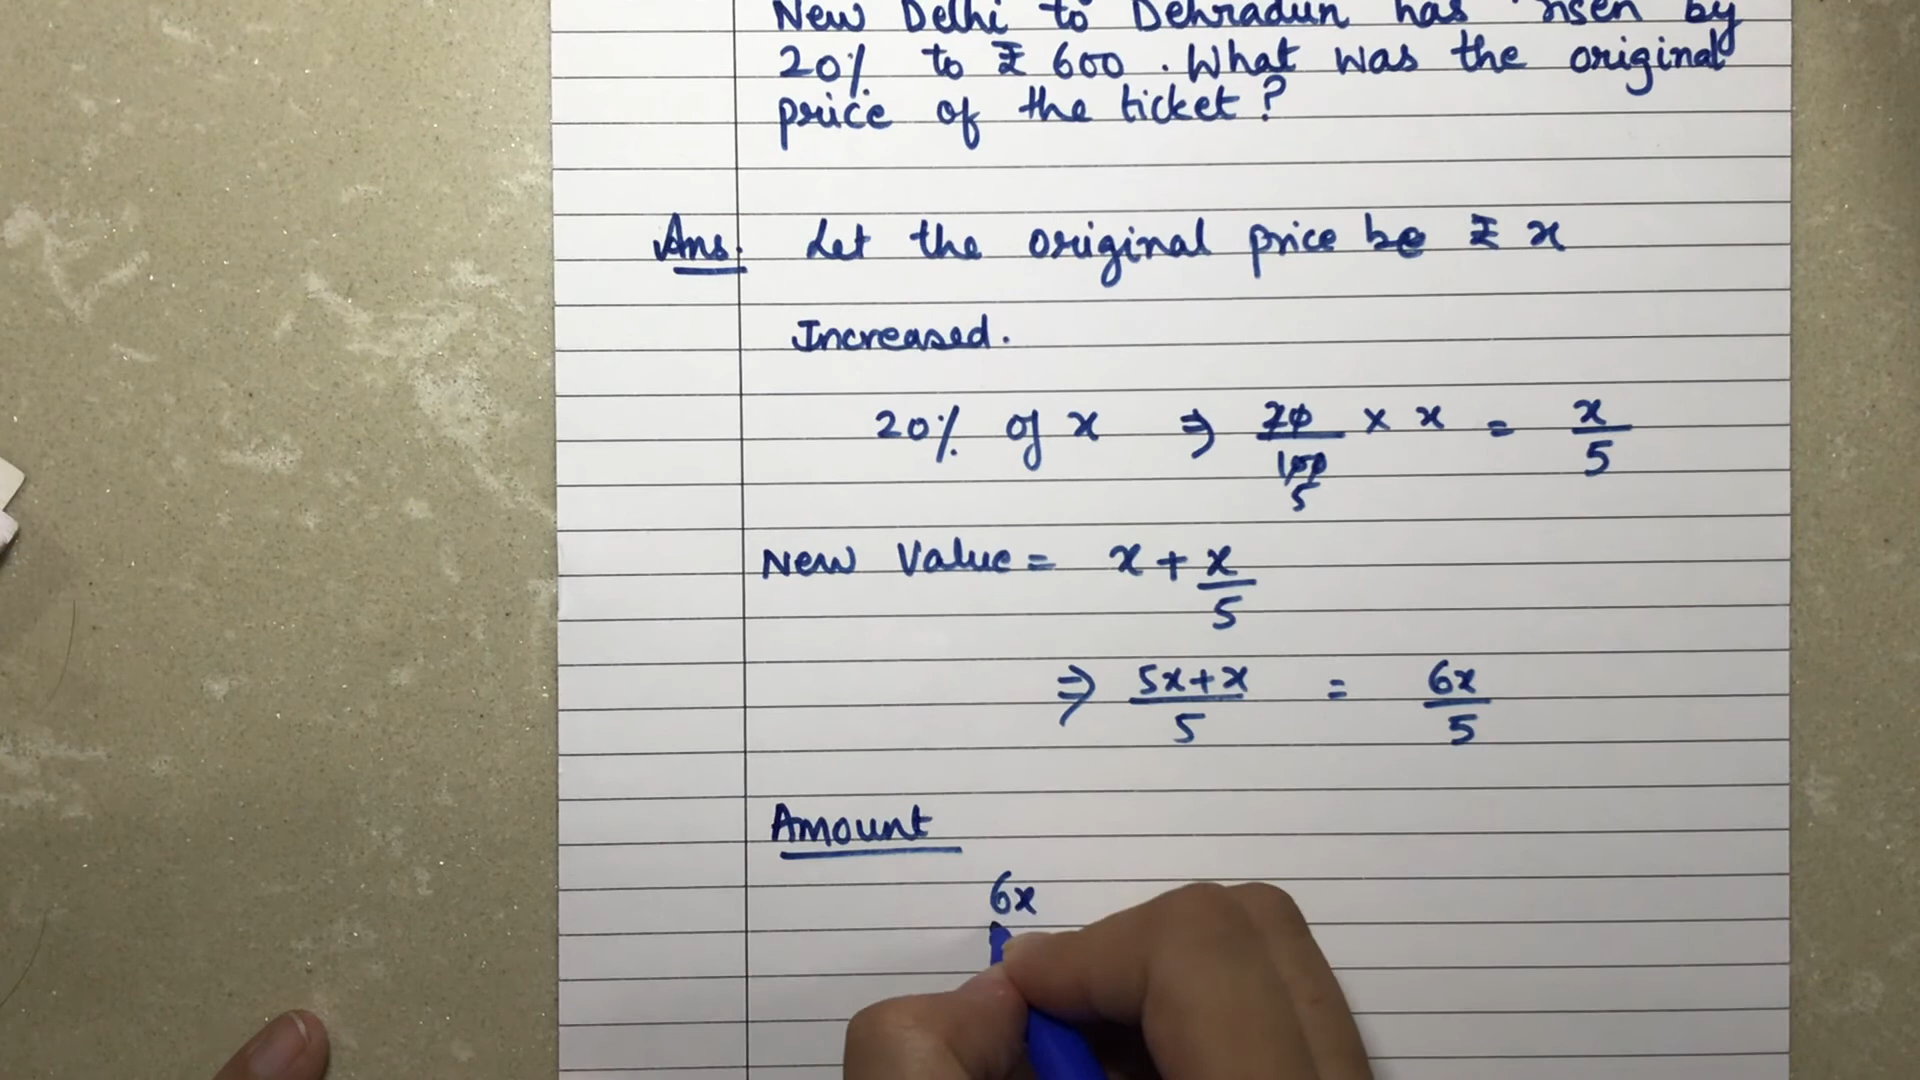 New Delhi to Dehradun has risen by
20% to ₹ 600 . What was the original
price of the ticket ?
Ans. Let the original price be ₹ x
Increased.
20% of x ⇒ 20/100 × x = x/5
5
New Value = x + x/5
⇒ 5x+x/5 = 6x/5
Amount
6x